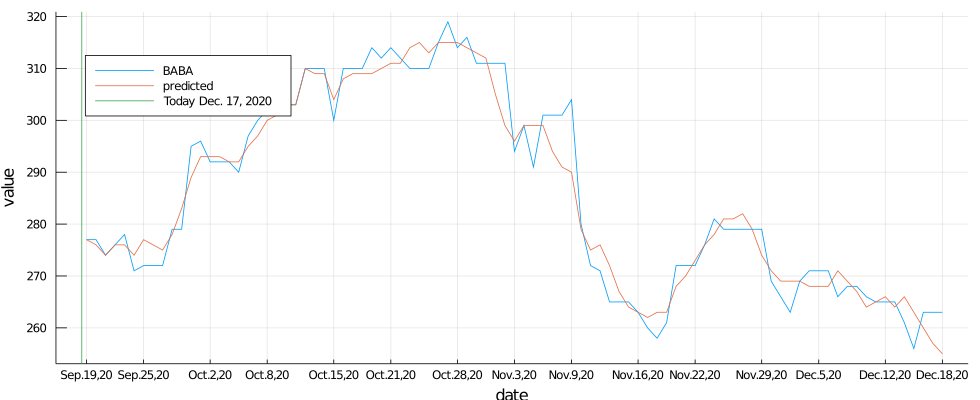 320
310
300
290
280
270
260
value
BABA
predicted
Today Dec. 17, 2020
Sep.19,20 Sep.25,20 Oct.2,20 Oct.8,20 Oct.15,20 Oct.21,20 Oct.28,20 Nov.3,20 Nov.9,20 Nov.16,20 Nov.22,20 Nov.29,20 Dec.5,20 Dec.12,20 Dec.18,20
date